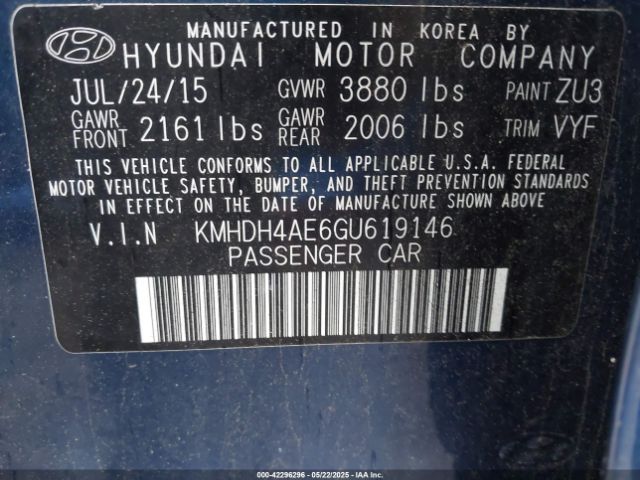 MANUFACTURED IN KOREA BY
HYUNDAI MOTOR COMPANY
JUL/24/15 GVWR 3880 lbs PAINT ZU3
GAWR FRONT 2161 lbs GAWR REAR 2006 lbs TRIM VYF
THIS VEHICLE CONFORMS TO ALL APPLICABLE U.S.A. FEDERAL
MOTOR VEHICLE SAFETY, BUMPER, AND THEFT PREVENTION STANDARDS
IN EFFECT ON THE DATE OF MANUFACTURE SHOWN ABOVE
V.I.N KMHDH4AE6GU619146
PASSENGER CAR
IAA - 42296296 - 05/22/2025 - IAAI.COM